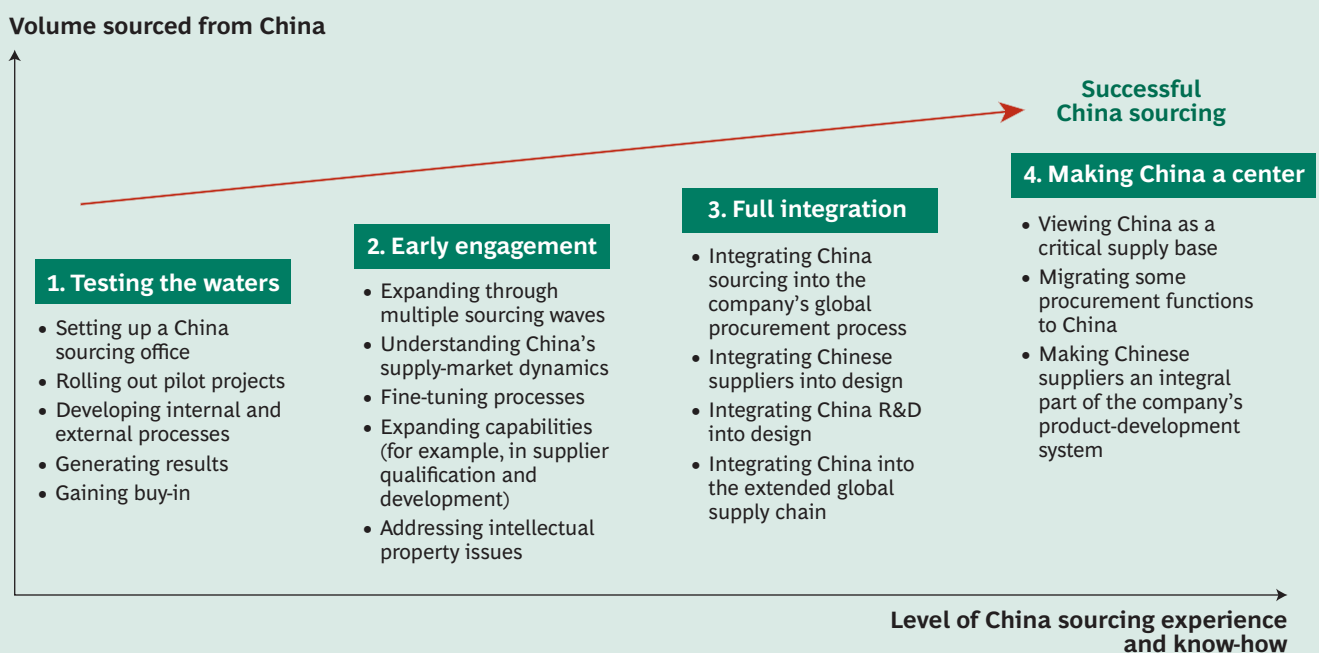 Volume sourced from China
Successful
China sourcing
1. Testing the waters
• Setting up a China
sourcing office
• Rolling out pilot projects
• Developing internal and
external processes
• Generating results
• Gaining buy-in
2. Early engagement
• Expanding through
multiple sourcing waves
• Understanding China’s
supply-market dynamics
• Fine-tuning processes
• Expanding capabilities
(for example, in supplier
qualification and
development)
• Addressing intellectual
property issues
3. Full integration
• Integrating China
sourcing into the
company’s global
procurement process
• Integrating Chinese
suppliers into design
• Integrating China R&D
into design
• Integrating China into
the extended global
supply chain
4. Making China a center
• Viewing China as a
critical supply base
• Migrating some
procurement functions
to China
• Making Chinese
suppliers an integral
part of the company’s
product-development
system
Level of China sourcing experience
and know-how